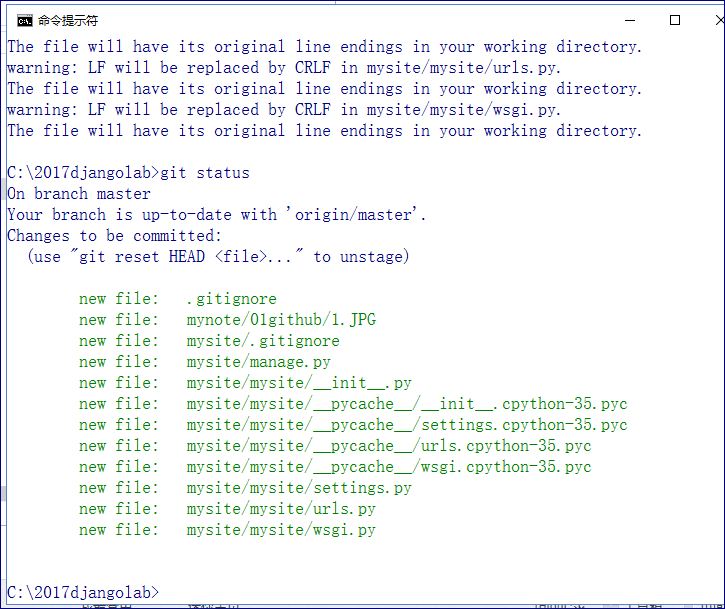 命令提示符
The file will have its original line endings in your working directory.
warning: LF will be replaced by CRLF in mysite/mysite/urls.py.
The file will have its original line endings in your working directory.
warning: LF will be replaced by CRLF in mysite/mysite/wsgi.py.
The file will have its original line endings in your working directory.
C:\2017djangolab>git status
On branch master
Your branch is up-to-date with 'origin/master'.
Changes to be committed:
(use "git reset HEAD <file>..." to unstage)
new file: .gitignore
new file: mynote/01github/1.JPG
new file: mysite/.gitignore
new file: mysite/manage.py
new file: mysite/mysite/__init__.py
new file: mysite/mysite/__pycache__/__init__.cpython-35.pyc
new file: mysite/mysite/__pycache__/settings.cpython-35.pyc
new file: mysite/mysite/__pycache__/urls.cpython-35.pyc
new file: mysite/mysite/__pycache__/wsgi.cpython-35.pyc
new file: mysite/mysite/settings.py
new file: mysite/mysite/urls.py
new file: mysite/mysite/wsgi.py
C:\2017djangolab>